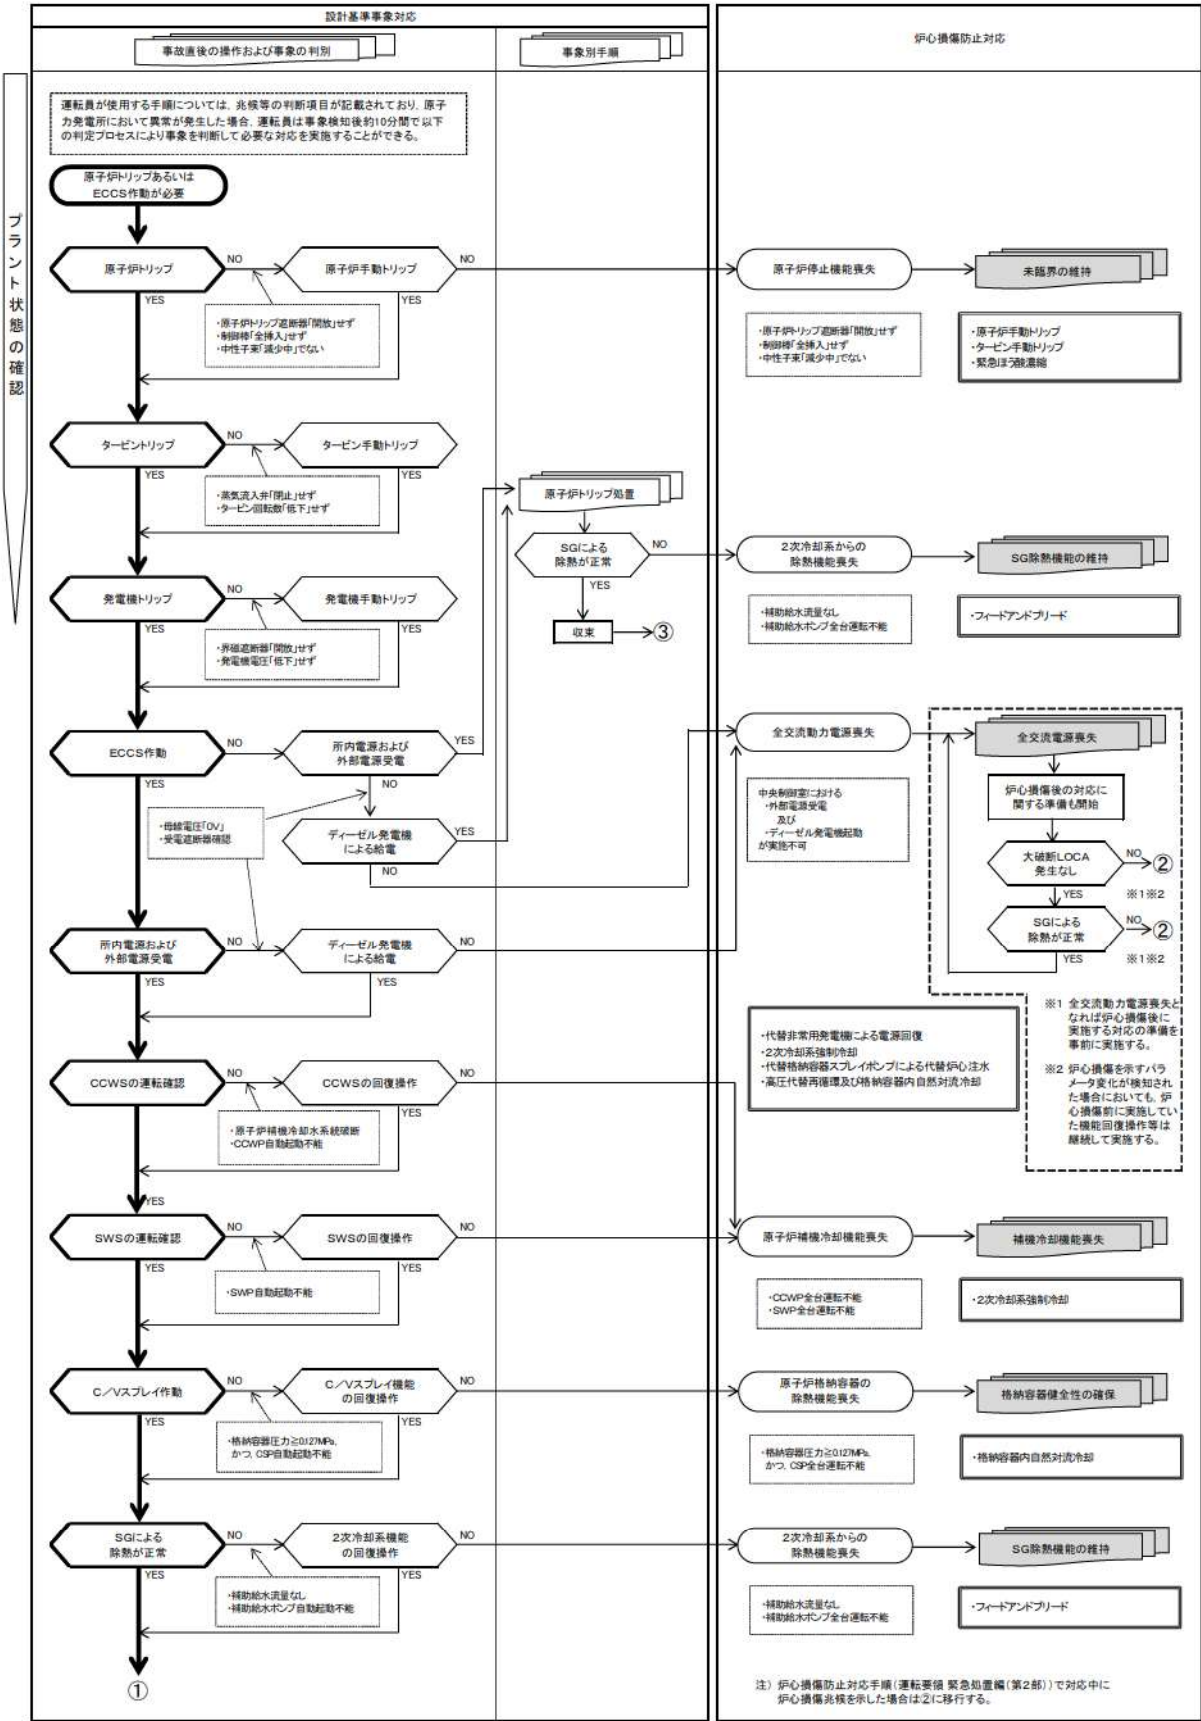 設計基準事象対応
事故直後の操作および事象の判別
事象別手順
炉心損傷防止対応
プラント状態の確認
運転員が使用する手順については、兆候等の判断項目が記載されており、原子
力発電所において異常が発生した場合、運転員は事象検知後約10分間で以下
の判定プロセスにより事象を判断して必要な対応を実施することができる。
原子炉トリップあるいは
ECCS作動が必要
原子炉トリップ
NO
原子炉手動トリップ
NO
原子炉停止機能喪失
未臨界の維持
YES
YES
・原子炉トリップ遮断器「開放」せず
・制御棒「全挿入」せず
・中性子束「減少中」でない
・原子炉トリップ遮断器「開放」せず
・制御棒「全挿入」せず
・中性子束「減少中」でない
・原子炉手動トリップ
・タービン手動トリップ
・緊急ほう酸濃縮
タービントリップ
NO
タービン手動トリップ
YES
YES
・蒸気流入弁「閉止」せず
・タービン回転数「低下」せず
原子炉トリップ処置
SGによる
除熱が正常
NO
YES
収束
③
2次冷却系からの
除熱機能喪失
SG除熱機能の維持
・補助給水流量なし
・補助給水ポンプ全台運転不能
・フィードアンドブリード
発電機トリップ
NO
発電機手動トリップ
YES
YES
・界磁遮断器「開放」せず
・発電機電圧「低下」せず
ECCS作動
NO
所内電源および
外部電源受電
YES
YES
NO
・母線電圧「0V」
・受電遮断器確認
ディーゼル発電機
による給電
YES
NO
全交流動力電源喪失
全交流電源喪失
中央制御室における
・外部電源受電
及び
・ディーゼル発電機起動
が実施不可
炉心損傷後の対応に
関する準備も開始
大破断LOCA
発生なし
NO
②
YES
※1※2
SGによる
除熱が正常
NO
②
YES
※1※2
※1 全交流動力電源喪失と
なれば炉心損傷後に
実施する対応の準備を
事前に実施する。
※2 炉心損傷を示すパラ
メータ変化が検知され
た場合においても、炉
心損傷前に実施してい
た機能回復操作等は
継続して実施する。
所内電源および
外部電源受電
NO
ディーゼル発電機
による給電
NO
YES
YES
・代替非常用発電機による電源回復
・2次冷却系強制冷却
・代替格納容器スプレイポンプによる代替炉心注水
・高圧代替再循環及び格納容器内自然対流冷却
CCWSの運転確認
NO
CCWSの回復操作
NO
YES
YES
・原子炉補機冷却水系統破断
・CCWP自動起動不能
SWSの運転確認
NO
SWSの回復操作
NO
原子炉補機冷却機能喪失
補機冷却機能喪失
YES
YES
・SWP自動起動不能
・CCWP全台運転不能
・SWP全台運転不能
・2次冷却系強制冷却
C/Vスプレイ作動
NO
C/Vスプレイ機能
の回復操作
NO
原子炉格納容器の
除熱機能喪失
格納容器健全性の確保
YES
YES
・格納容器圧力≧0.127MPa、
かつ、CSP自動起動不能
・格納容器圧力≧0.127MPa、
かつ、CSP全台運転不能
・格納容器内自然対流冷却
SGによる
除熱が正常
NO
2次冷却系機能
の回復操作
NO
2次冷却系からの
除熱機能喪失
SG除熱機能の維持
YES
YES
・補助給水流量なし
・補助給水ポンプ自動起動不能
・補助給水流量なし
・補助給水ポンプ全台運転不能
・フィードアンドブリード
①
注) 炉心損傷防止対応手順(運転要領 緊急処置編(第2部))で対応中に
炉心損傷兆候を示した場合は②に移行する。